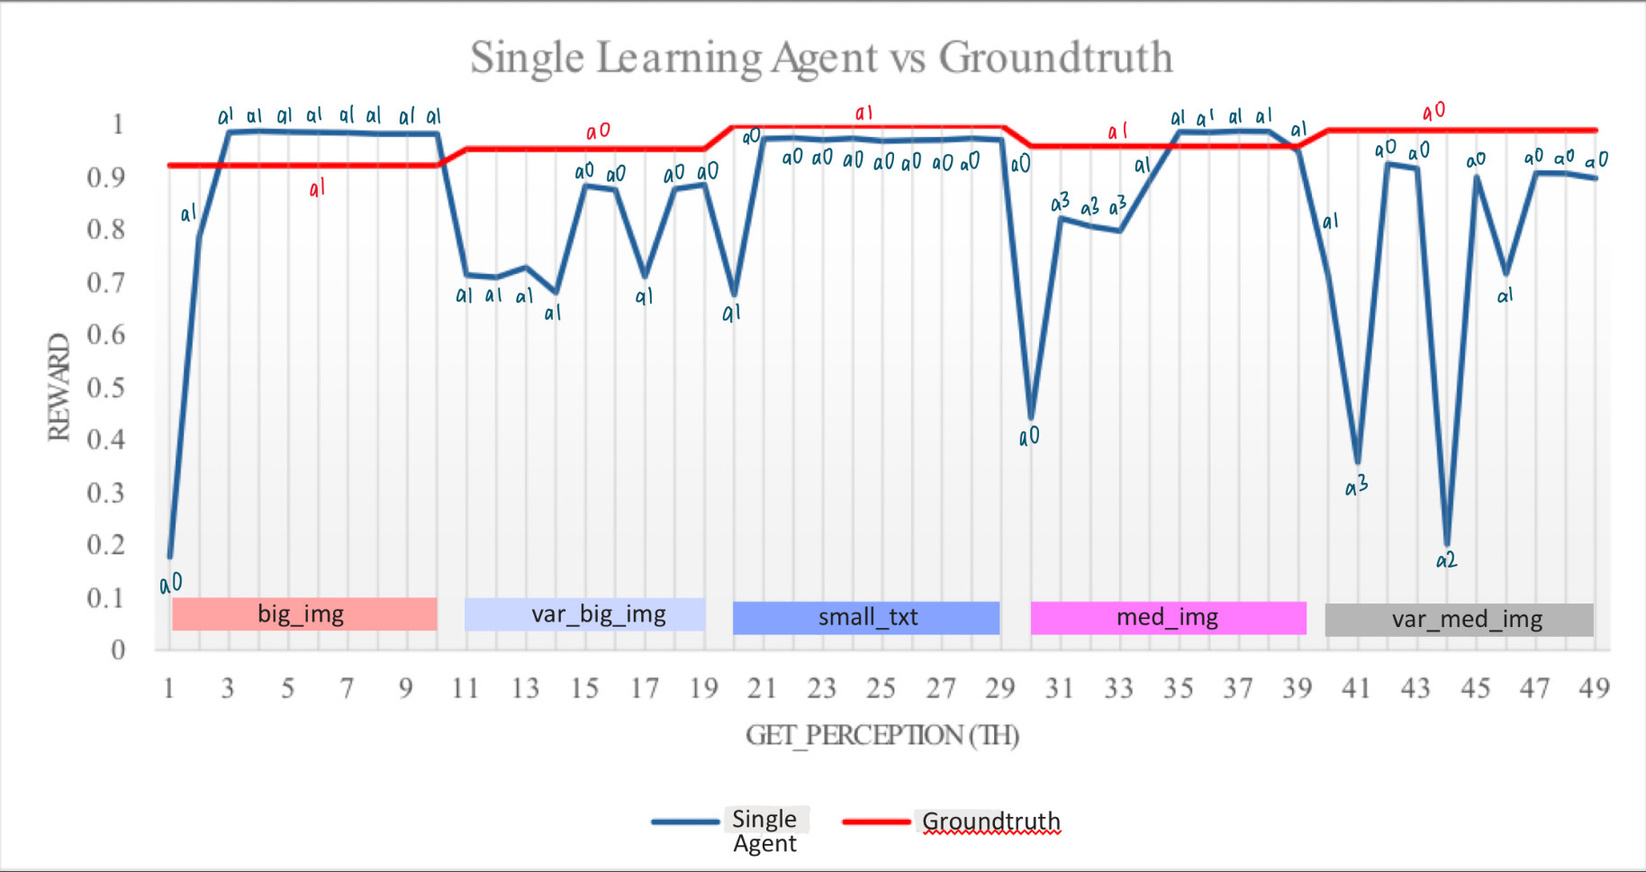 Single Learning Agent vs Groundtruth
REWARD
1
0.9
0.8
0.7
0.6
0.5
0.4
0.3
0.2
0.1
0
a1 a1 a1 a1 a1 a1 a1 a1
a1
a0
a1
a0
a0 a0 a0 a0
a1 a1 a1 a1 a1 a1
a1
a0
a0 a0 a0 a0 a0 a0 a0 a0
a1
a3 a3 a3 a1
a0
a1 a1 a1 a1 a1
a1
a0
a0 a0 a0 a0 a0 a0
a3
a2
a1
big_img
var_big_img
small_txt
med_img
var_med_img
1 3 5 7 9 11 13 15 17 19 21 23 25 27 29 31 33 35 37 39 41 43 45 47 49
GET_PERCEPTION (TH)
Single
Agent
Groundtruth